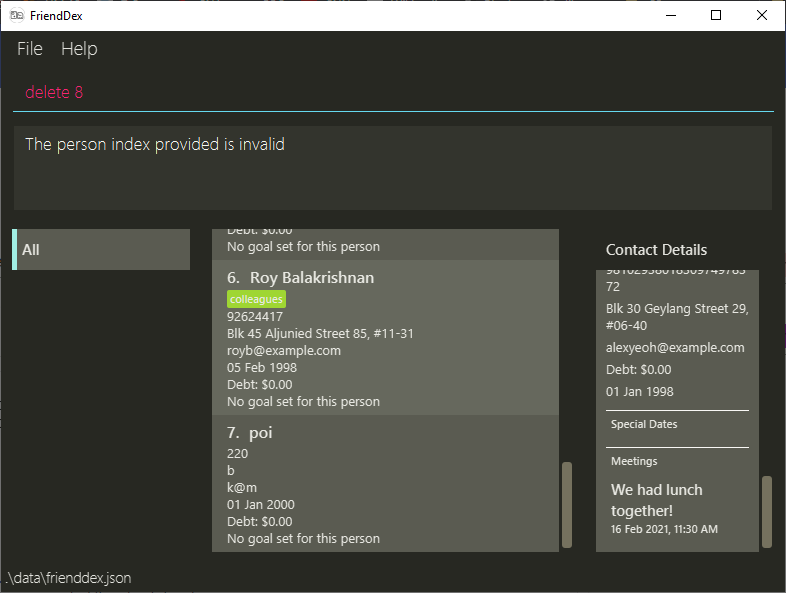 FriendDex
File Help
delete 8
The person index provided is invalid
All
Debt: $0.00
No goal set for this person
6. Roy Balakrishnan
colleagues
92624417
Blk 45 Aljunied Street 85, #11-31
royb@example.com
05 Feb 1998
Debt: $0.00
No goal set for this person
7. poi
220
b
k@m
01 Jan 2000
Debt: $0.00
No goal set for this person
Contact Details
72
Blk 30 Geylang Street 29,
#06-40
alexyeoh@example.com
Debt: $0.00
01 Jan 1998
Special Dates
Meetings
We had lunch
together!
16 Feb 2021, 11:30 AM
.\data\frienddex.json